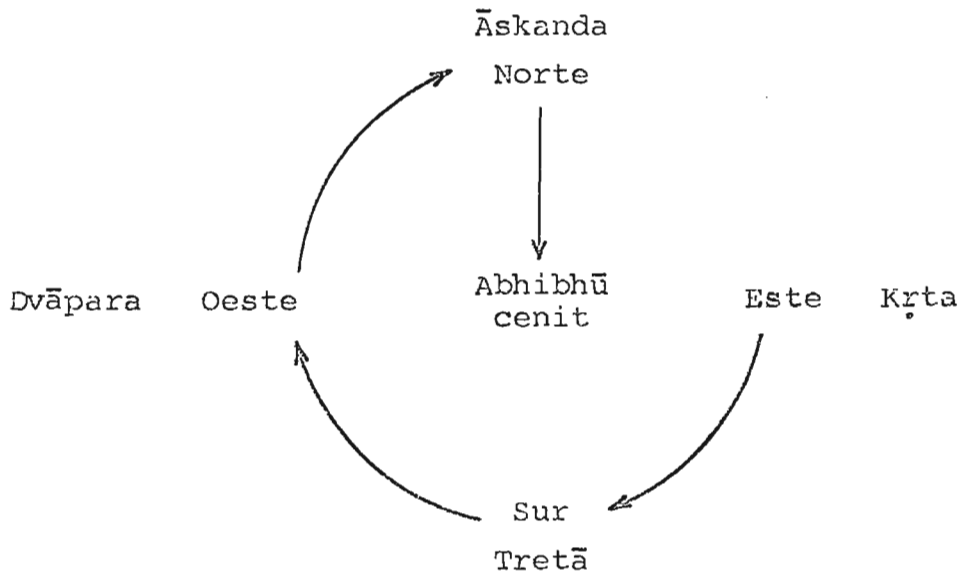 Āskanda
Norte
Dvāpara Oeste Abhibhū Este Kṛta
cenit
Sur
Tretā